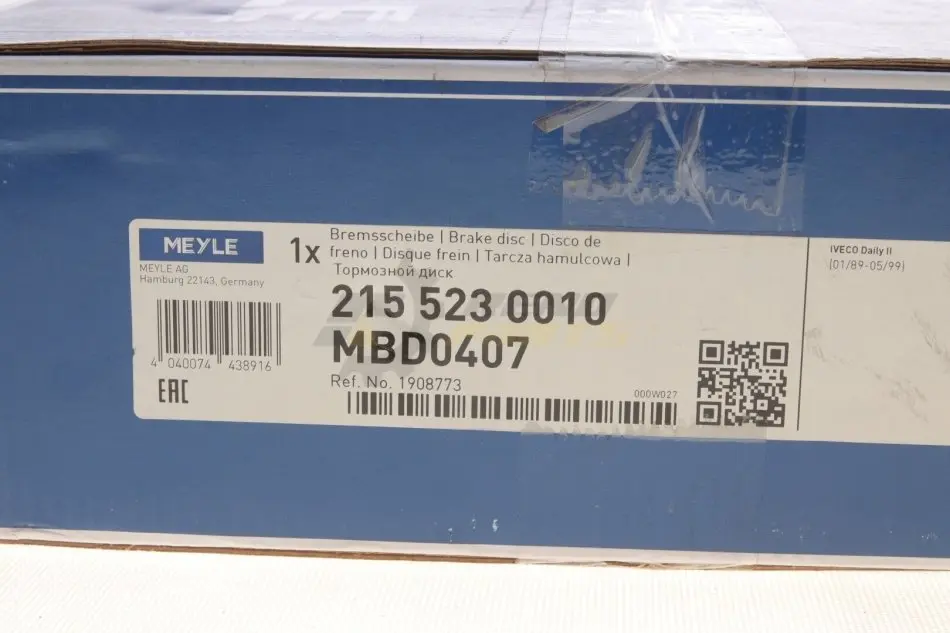 MEYLE
MEYLE AG
Hamburg 22143, Germany
4 040074 438916
EAC
1x
Bremsscheibe | Brake disc | Disco de
freno | Disque frein | Tarcza hamulcowa |
Тормозной диск
215 523 0010
MBD0407
Ref. No. 1908773
000W027
IVECO Daily II
(01/89-05/99)